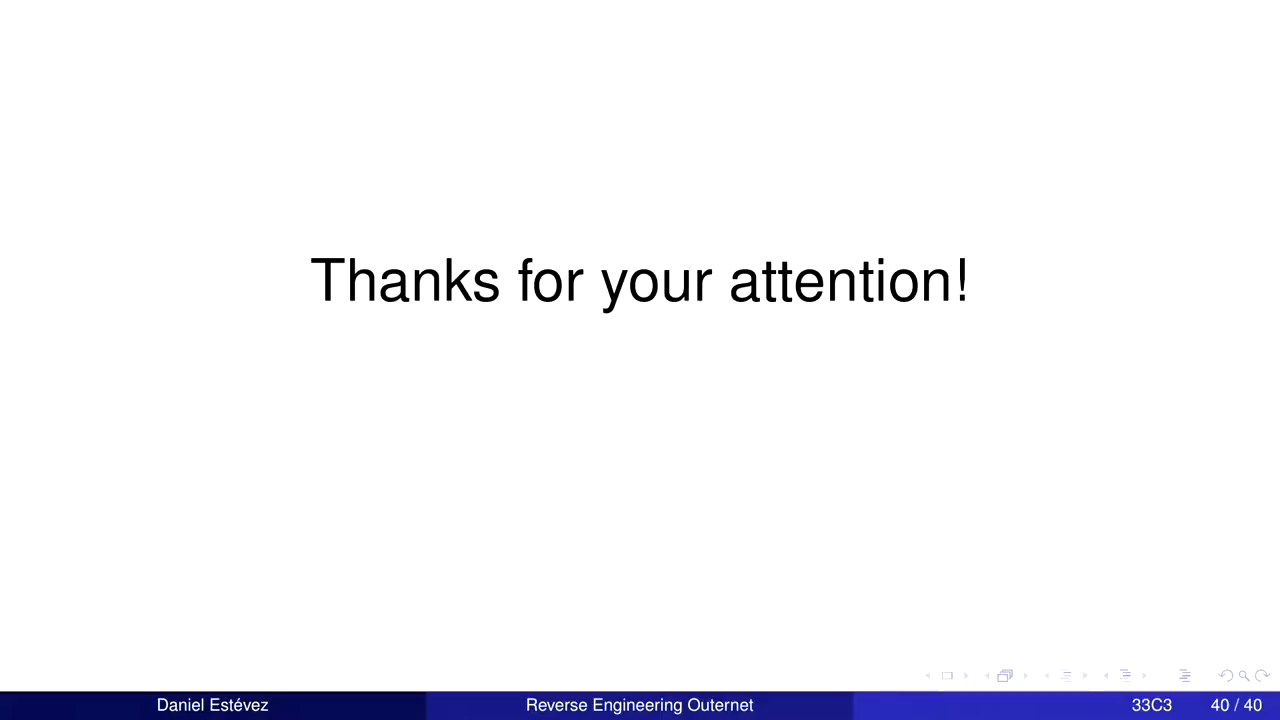 Thanks for your attention!
Daniel Estévez
Reverse Engineering Outernet
33C3
40 / 40